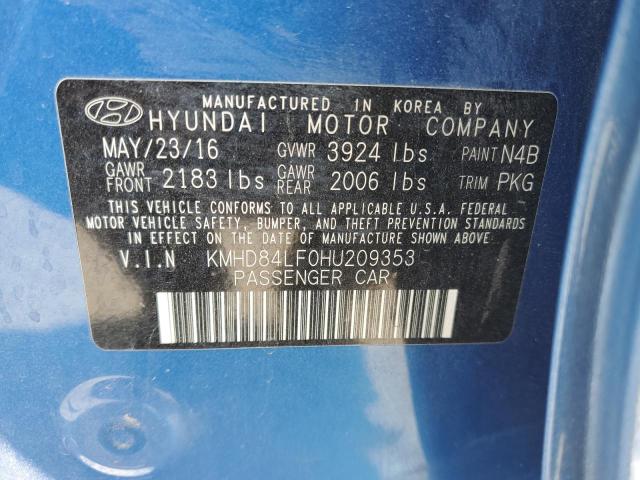 MANUFACTURED IN KOREA BY
HYUNDAI MOTOR COMPANY
MAY/23/16 GVWR 3924 lbs PAINT N4B
GAWR FRONT 2183 lbs GAWR REAR 2006 lbs TRIM PKG
THIS VEHICLE CONFORMS TO ALL APPLICABLE U.S.A. FEDERAL
MOTOR VEHICLE SAFETY, BUMPER, AND THEFT PREVENTION STANDARDS
IN EFFECT ON THE DATE OF MANUFACTURE SHOWN ABOVE.
V.I.N KMHD84LF0HU209353
PASSENGER CAR